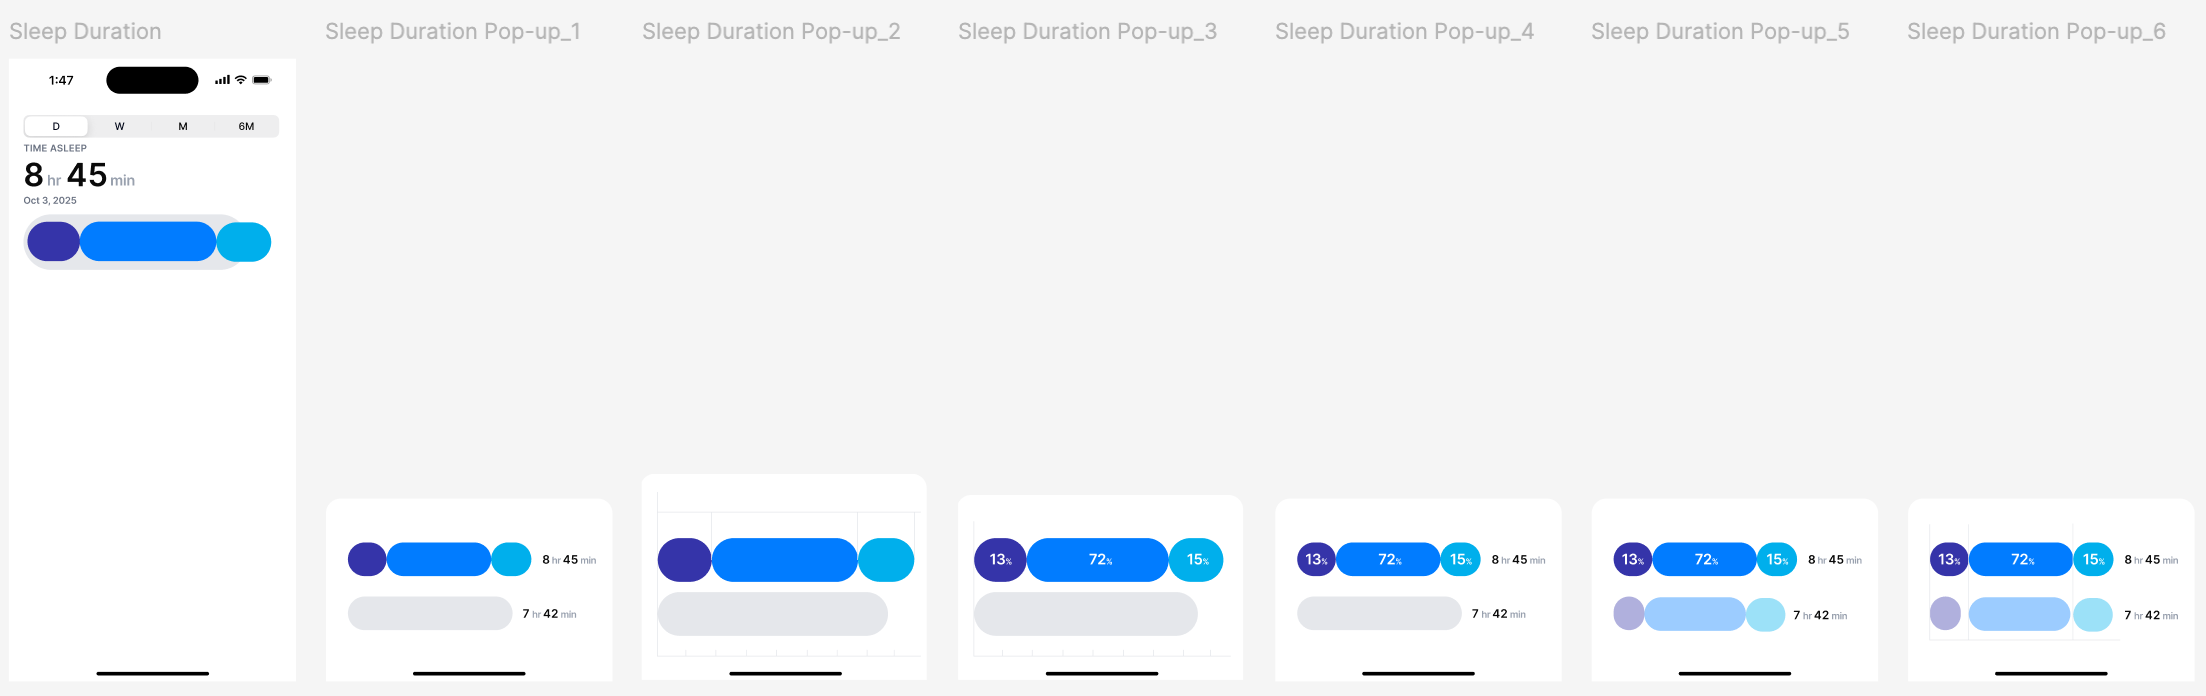 Sleep Duration
1:47
D W M 6M
TIME ASLEEP
8 hr 45 min
Oct 3, 2025
Sleep Duration Pop-up_1
8 hr 45 min
7 hr 42 min
Sleep Duration Pop-up_2
Sleep Duration Pop-up_3
13% 72% 15%
Sleep Duration Pop-up_4
13% 72% 15% 8 hr 45 min
7 hr 42 min
Sleep Duration Pop-up_5
13% 72% 15% 8 hr 45 min
7 hr 42 min
Sleep Duration Pop-up_6
13% 72% 15% 8 hr 45 min
7 hr 42 min